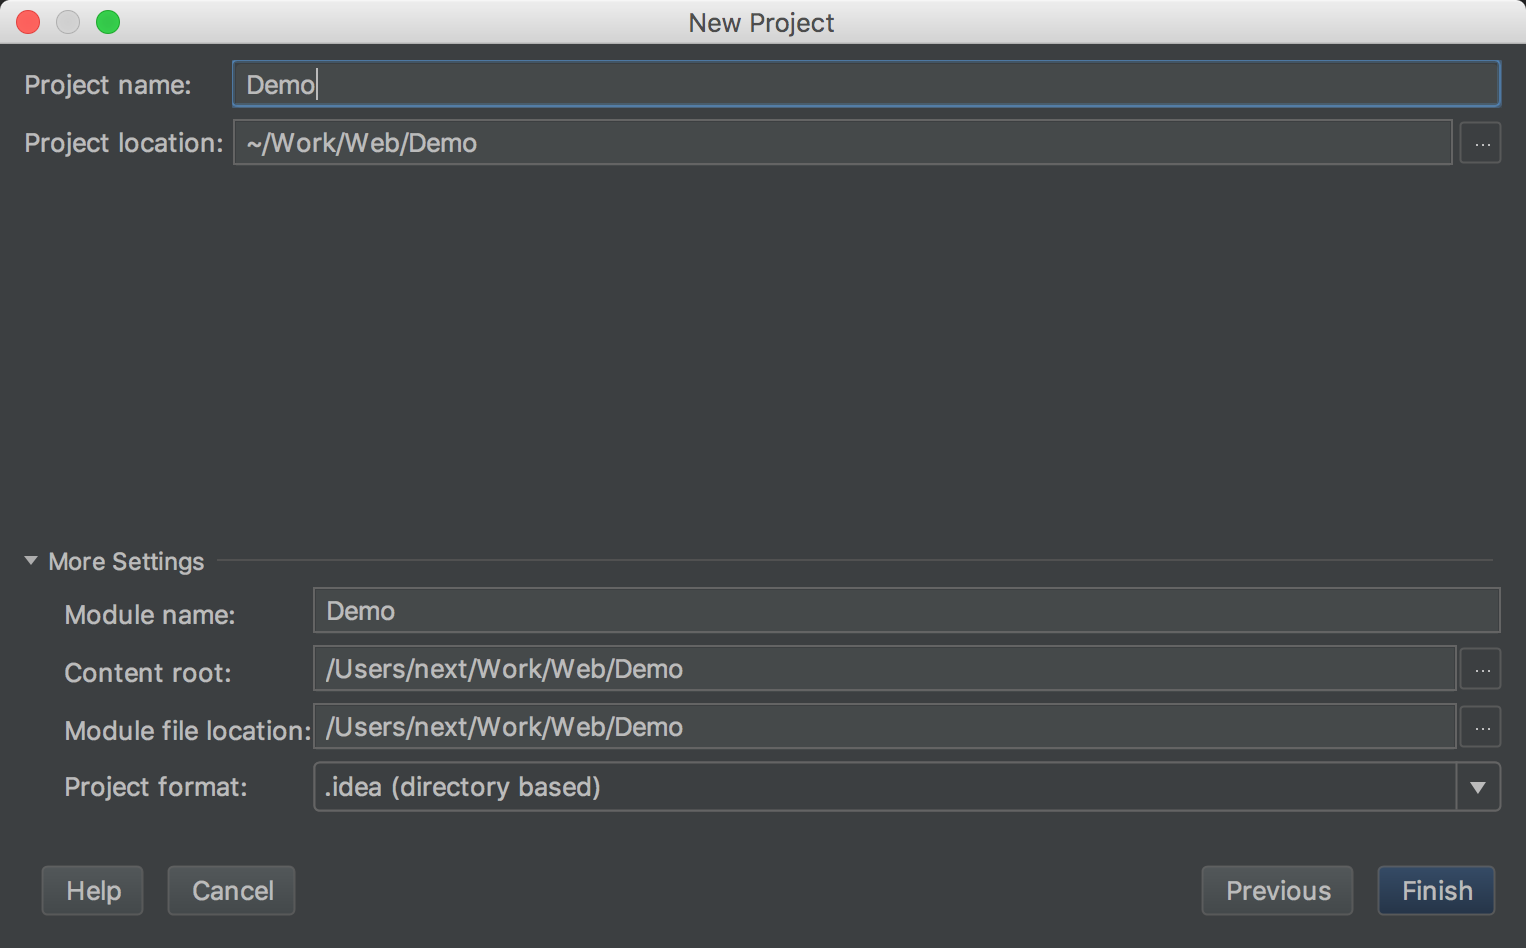 New Project
Project name: Demo
Project location: ~/Work/Web/Demo ...
More Settings
Module name: Demo
Content root: /Users/next/Work/Web/Demo ...
Module file location: /Users/next/Work/Web/Demo ...
Project format: .idea (directory based)
Help Cancel Previous Finish